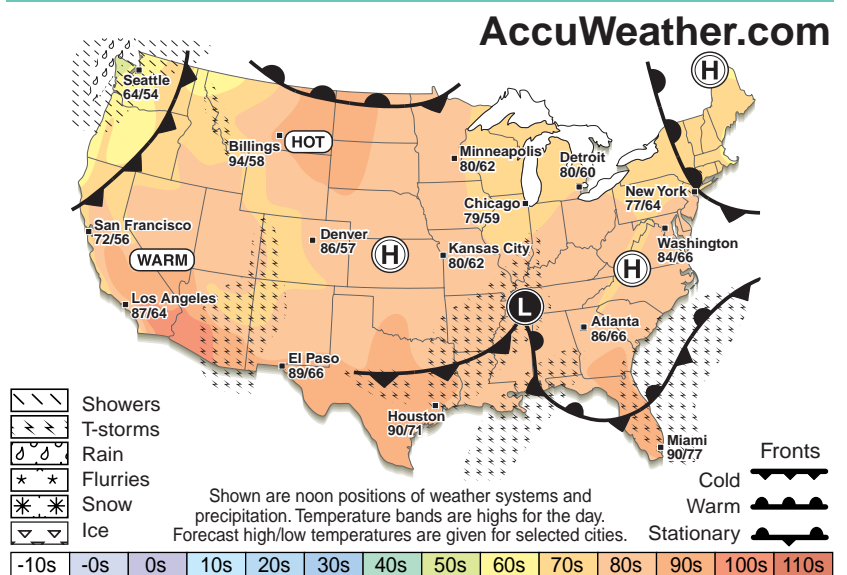 AccuWeather.com
H
Seattle
64/54
Billings
94/58
HOT
Minneapolis
80/62
Detroit
80/60
Chicago
79/59
New York
77/64
San Francisco
72/56
WARM
Denver
86/57
H
Kansas City
80/62
Washington
84/66
H
Los Angeles
87/64
L
Atlanta
86/66
El Paso
89/66
Houston
90/71
Miami
90/77
Showers
T-storms
Rain
Flurries
Snow
Ice
Shown are noon positions of weather systems and
precipitation. Temperature bands are highs for the day.
Forecast high/low temperatures are given for selected cities.
Fronts
Cold
Warm
Stationary
-10s -0s 0s 10s 20s 30s 40s 50s 60s 70s 80s 90s 100s 110s